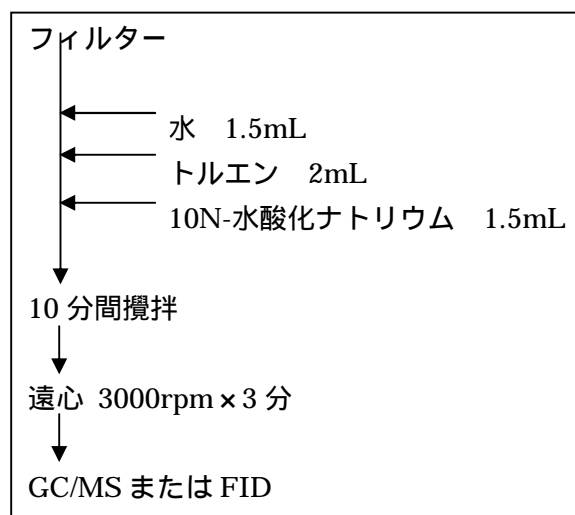 フィルター
水　1.5mL
トルエン　2mL
10N-水酸化ナトリウム　1.5mL
10 分間攪拌
遠心 3000rpm×3 分
GC/MS または FID